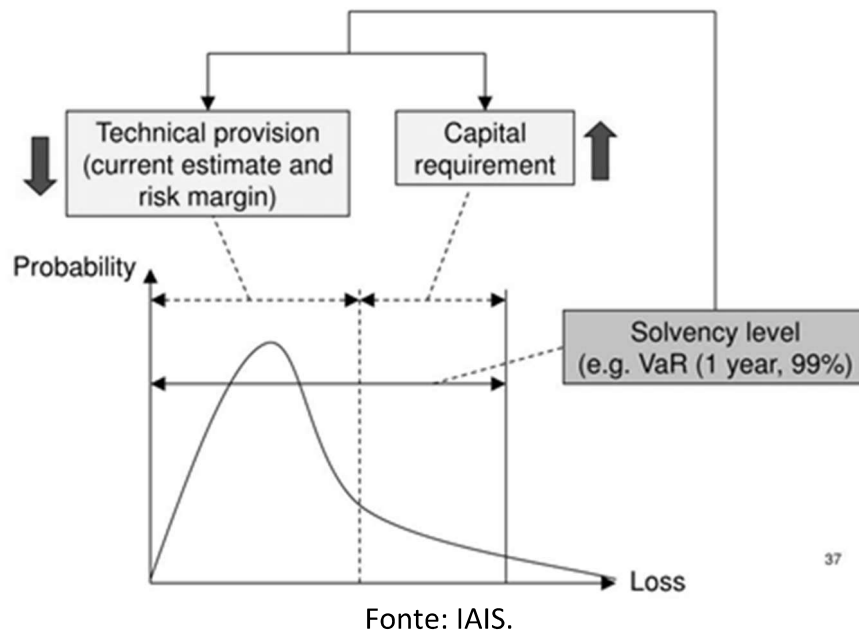 Technical provision
(current estimate and
risk margin)
Capital
requirement
Probability
Solvency level
(e.g. VaR (1 year, 99%)
Loss
37
Fonte: IAIS.